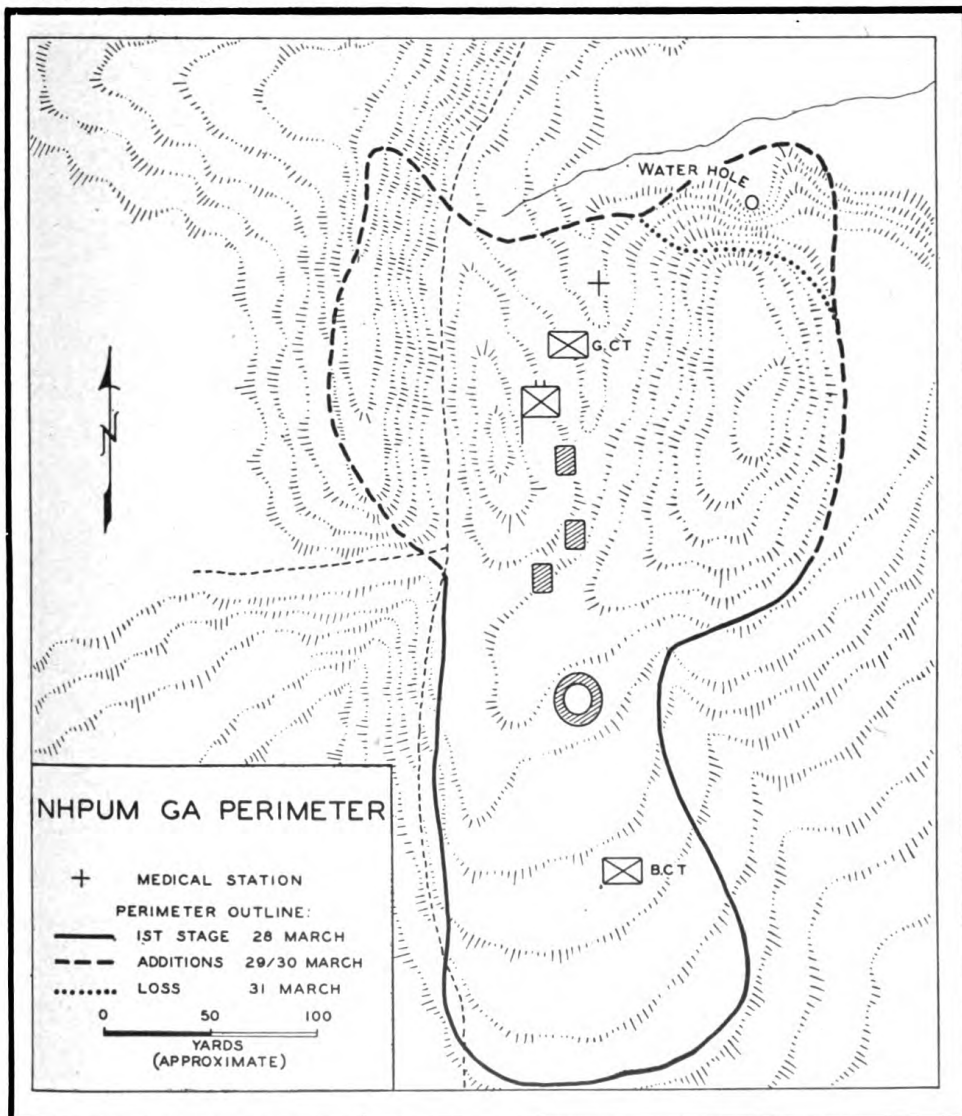 WATER HOLE
G.CT
N
B.CT
NHPUM GA PERIMETER
MEDICAL STATION
PERIMETER OUTLINE:
1ST STAGE 28 MARCH
ADDITIONS 29/30 MARCH
LOSS 31 MARCH
0 50 100
YARDS
(APPROXIMATE)